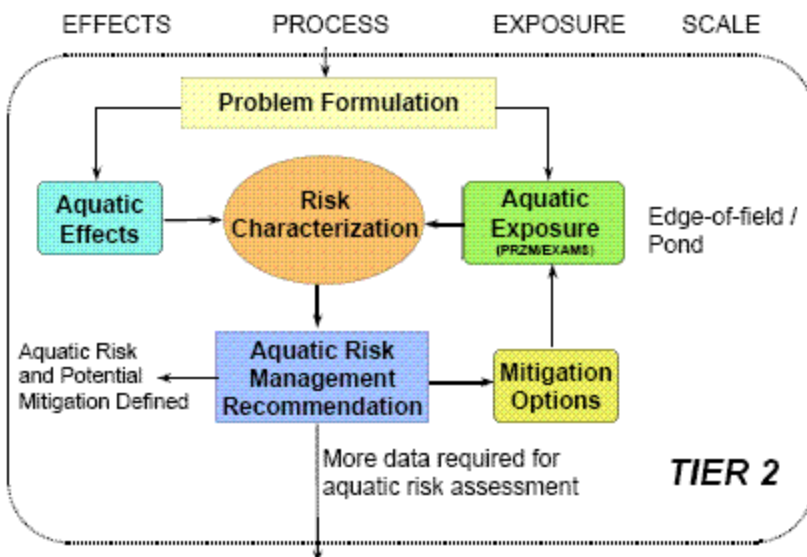 EFFECTS PROCESS EXPOSURE SCALE
Problem Formulation
Aquatic
Effects
Risk
Characterization
Aquatic
Exposure
(PRZM/EXAMS)
Edge-of-field /
Pond
Aquatic Risk
and Potential
Mitigation Defined
Aquatic Risk
Management
Recommendation
Mitigation
Options
More data required for
aquatic risk assessment
TIER 2